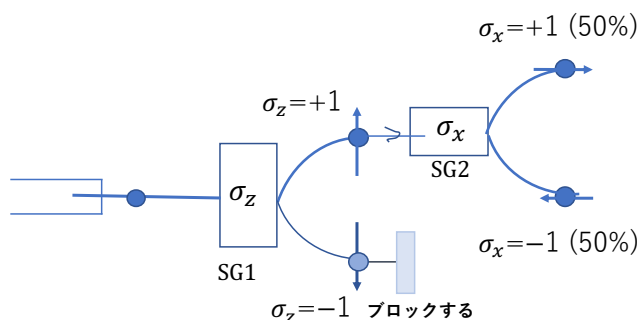 σx=+1 (50%)
σz=+1
σx
SG2
σz
SG1
σx=−1 (50%)
σz=−1 ブロックする